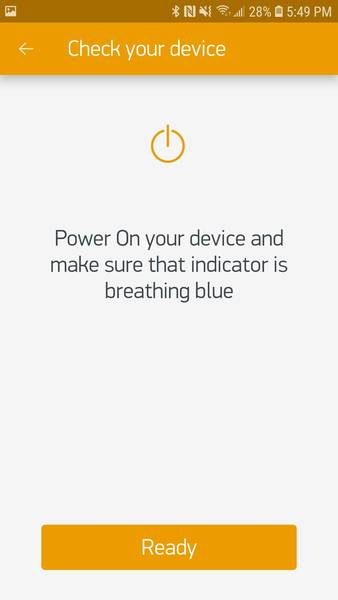 28% 5:49 PM
Check your device
Power On your device and
make sure that indicator is
breathing blue
Ready